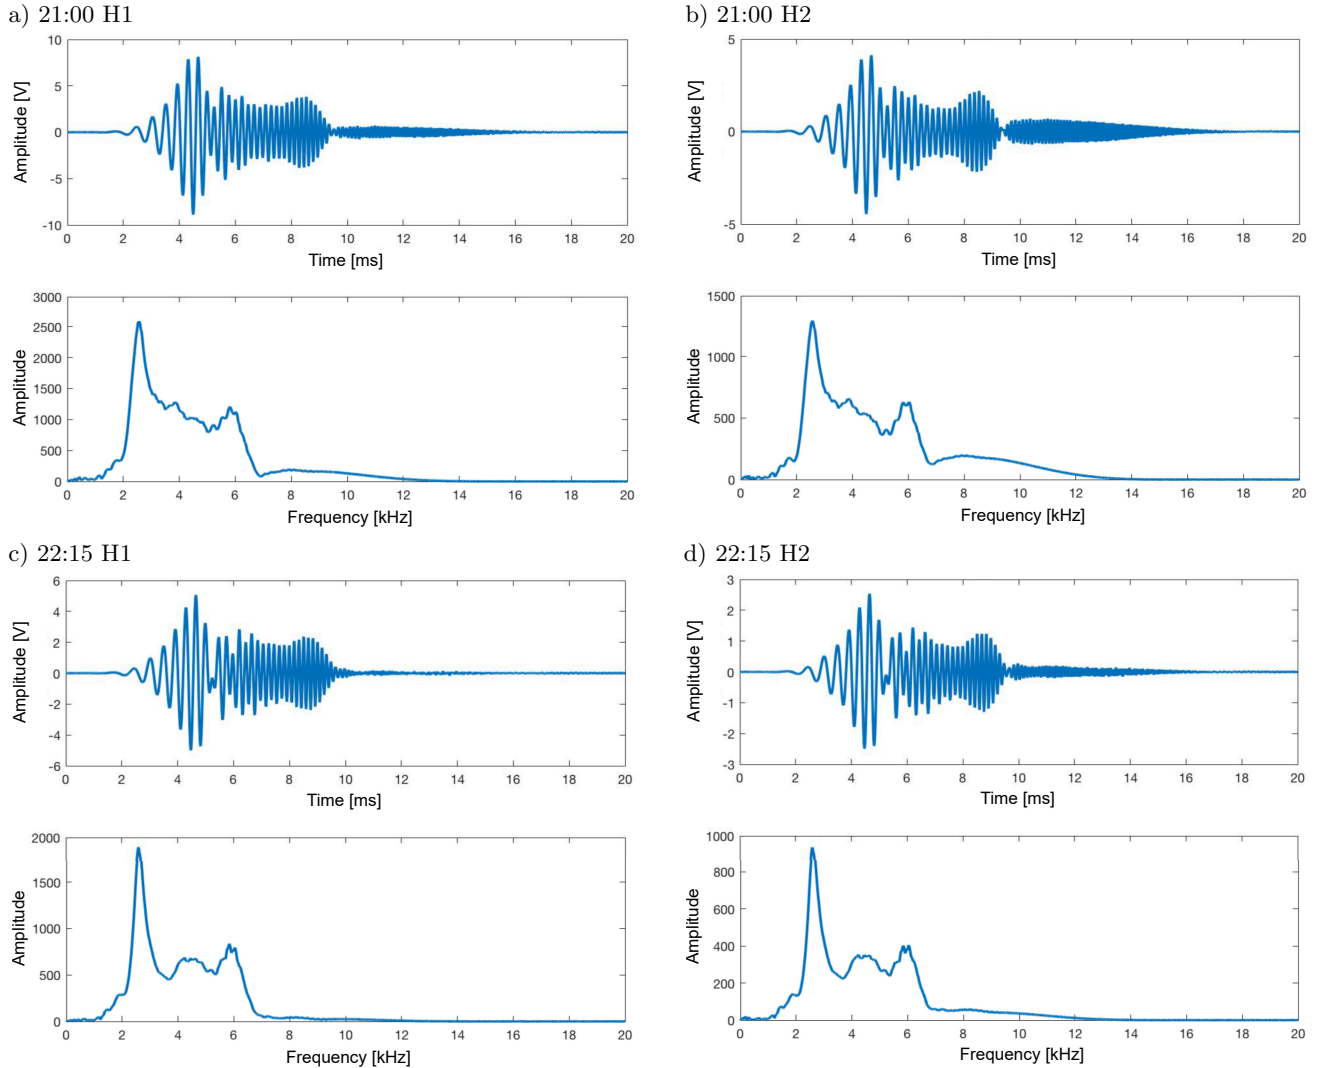 a) 21:00 H1
10
5
0
-5
-10
Amplitude [V]
0 2 4 6 8 10 12 14 16 18 20
Time [ms]
3000
2500
2000
1500
1000
500
0
Amplitude
0 2 4 6 8 10 12 14 16 18 20
Frequency [kHz]
b) 21:00 H2
5
0
-5
Amplitude [V]
0 2 4 6 8 10 12 14 16 18 20
Time [ms]
1500
1000
500
0
Amplitude
0 2 4 6 8 10 12 14 16 18 20
Frequency [kHz]
c) 22:15 H1
6
4
2
0
-2
-4
-6
Amplitude [V]
0 2 4 6 8 10 12 14 16 18 20
Time [ms]
2000
1500
1000
500
0
Amplitude
0 2 4 6 8 10 12 14 16 18 20
Frequency [kHz]
d) 22:15 H2
3
2
1
0
-1
-2
-3
Amplitude [V]
0 2 4 6 8 10 12 14 16 18 20
Time [ms]
1000
800
600
400
200
0
Amplitude
0 2 4 6 8 10 12 14 16 18 20
Frequency [kHz]